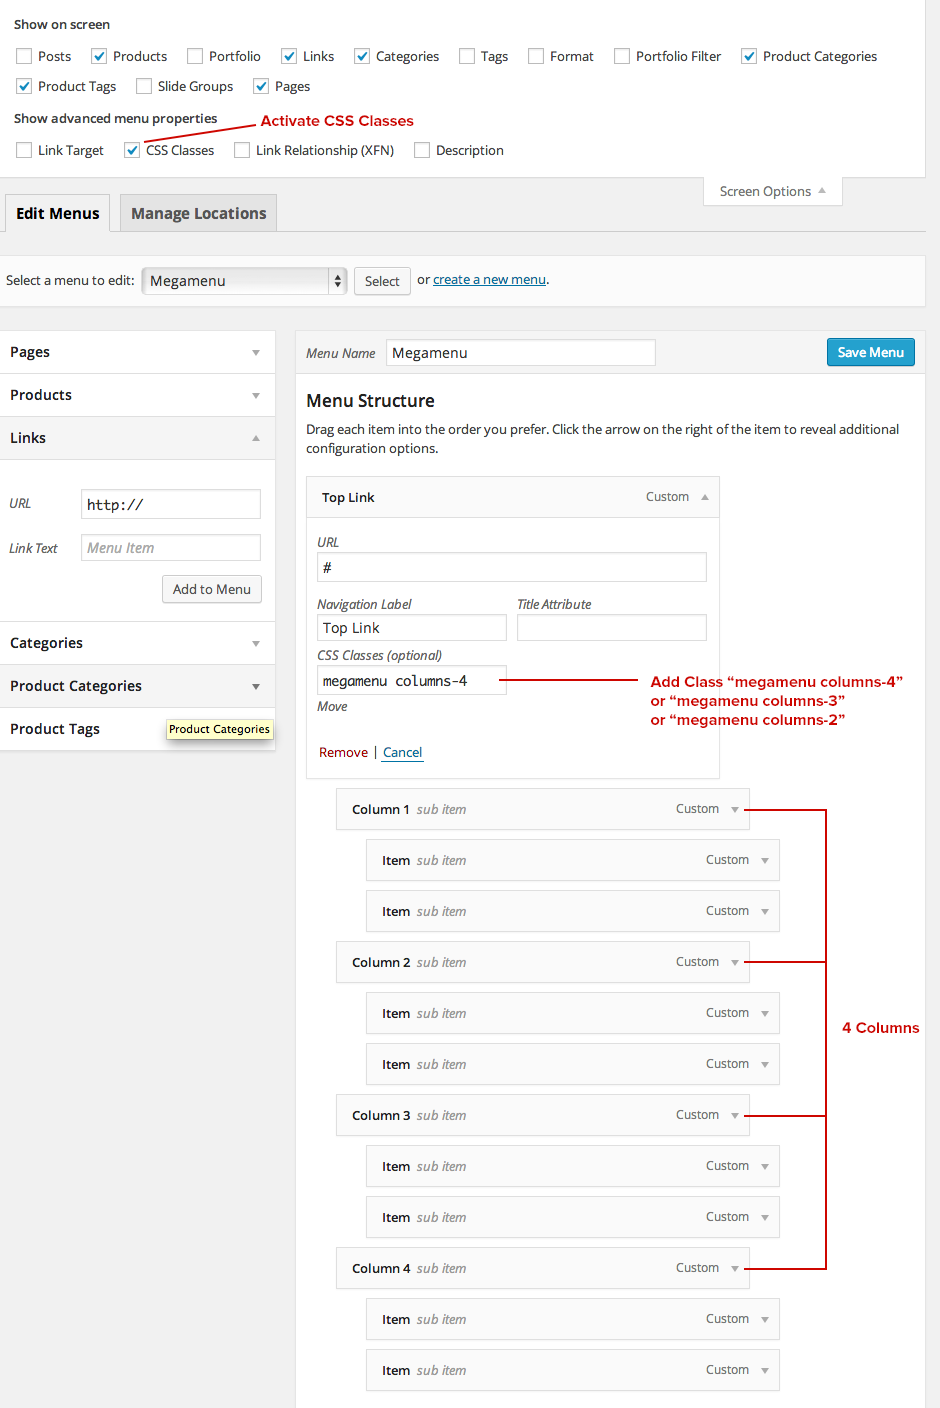 Show on screen
Posts Products Portfolio Links Categories Tags Format Portfolio Filter Product Categories
Product Tags Slide Groups Pages
Show advanced menu properties
Activate CSS Classes
Link Target CSS Classes Link Relationship (XFN) Description
Screen Options
Edit Menus Manage Locations
Select a menu to edit: Megamenu Select or create a new menu.
Pages
Products
Links
URL http://
Link Text Menu Item
Add to Menu
Categories
Product Categories
Product Tags
Product Categories
Menu Name Megamenu Save Menu
Menu Structure
Drag each item into the order you prefer. Click the arrow on the right of the item to reveal additional
configuration options.
Top Link Custom
URL
#
Navigation Label Title Attribute
Top Link
CSS Classes (optional)
megamenu columns-4
Add Class “megamenu columns-4”
or “megamenu columns-3”
or “megamenu columns-2”
Move
Remove | Cancel
Column 1 sub item Custom
Item sub item Custom
Item sub item Custom
Column 2 sub item Custom
Item sub item Custom
4 Columns
Item sub item Custom
Column 3 sub item Custom
Item sub item Custom
Item sub item Custom
Column 4 sub item Custom
Item sub item Custom
Item sub item Custom